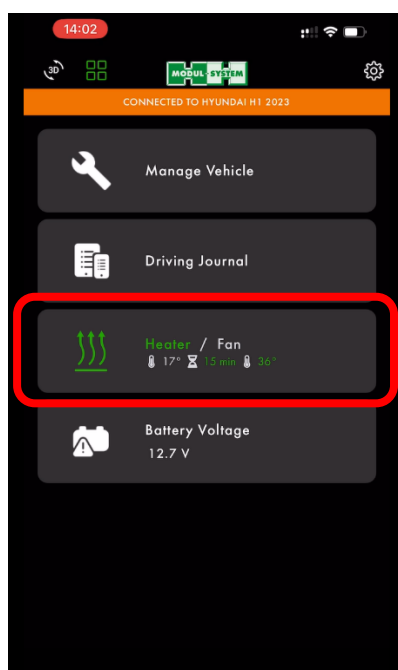 14:02
3D
MODUL-SYSTEM
CONNECTED TO HYUNDAI H1 2023
Manage Vehicle
Driving Journal
Heater / Fan
17° 15 min 36°
Battery Voltage
12.7 V